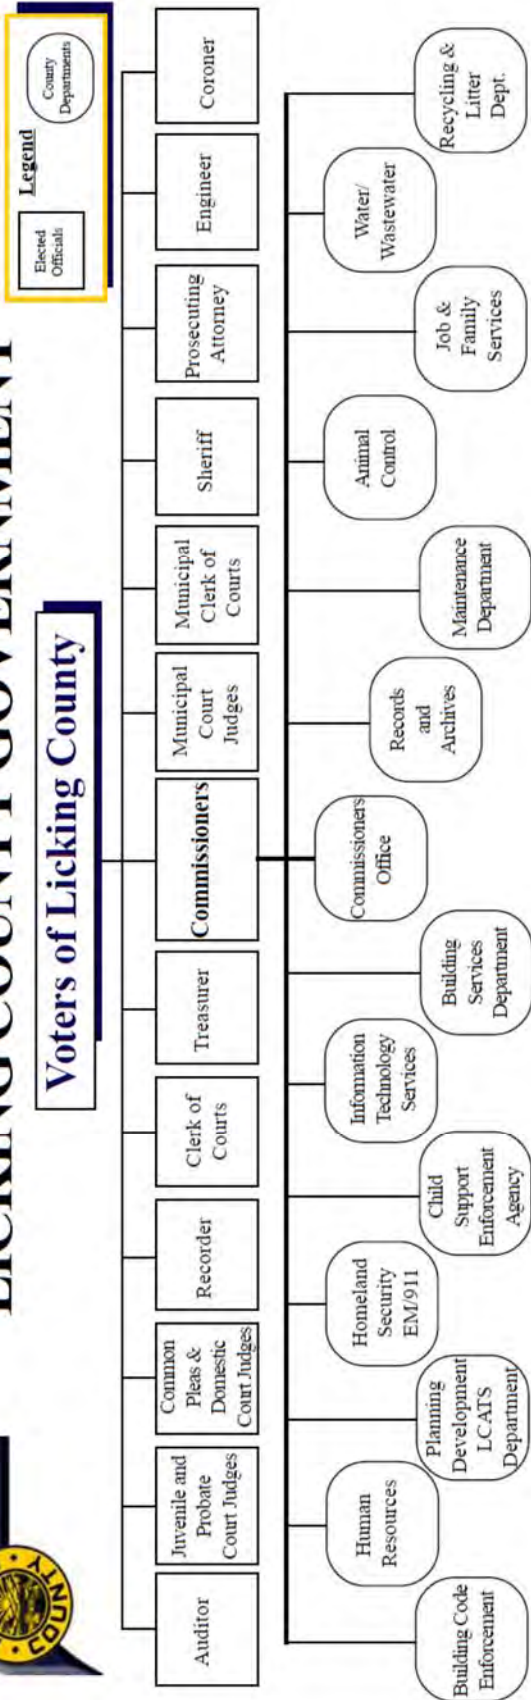 LICKING COUNTY GOVERNMENT
Legend
Elected
Officials
County
Departments
Voters of Licking County
Auditor
Juvenile and
Probate
Court Judges
Common
Pleas &
Domestic
Court Judges
Recorder
Clerk of
Courts
Treasurer
Commissioners
Municipal
Court
Judges
Municipal
Clerk of
Courts
Sheriff
Prosecuting
Attorney
Engineer
Coroner
Building Code
Enforcement
Human
Resources
Planning
Development
LCATS
Department
Homeland
Security
EM/911
Child
Support
Enforcement
Agency
Information
Technology
Services
Building
Services
Department
Commissioners
Office
Records
and
Archives
Maintenance
Department
Animal
Control
Job &
Family
Services
Water/
Wastewater
Recycling &
Litter
Dept.
COUNTY